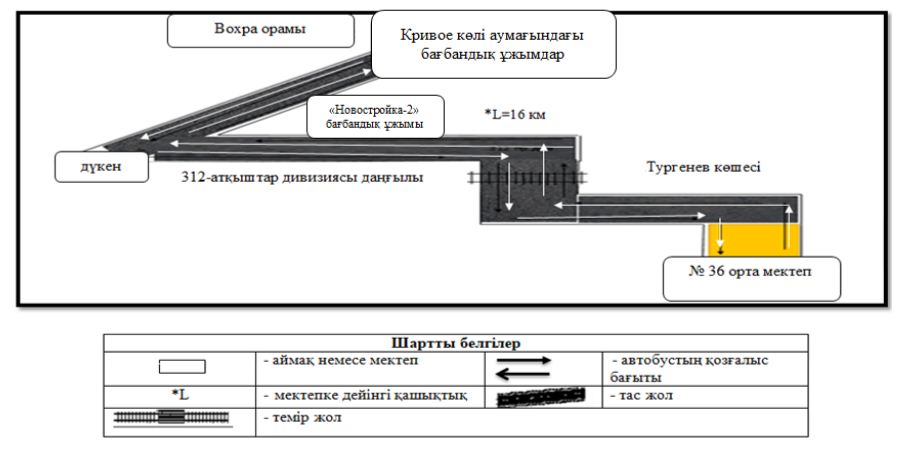 Вохра орамы
Кривое көлі аумағындағы
бағбандық ұжымдар
«Новостройка-2»
бағбандық ұжымы
*L=16 км
дүкен
312-атқыштар дивизиясы даңғылы
Тургенев көшесі
№ 36 орта мектеп
Шартты белгілер
- аймақ немесе мектеп
- автобустың қозғалыс
бағыты
*L
- мектепке дейінгі қашықтық
- тас жол
- темір жол